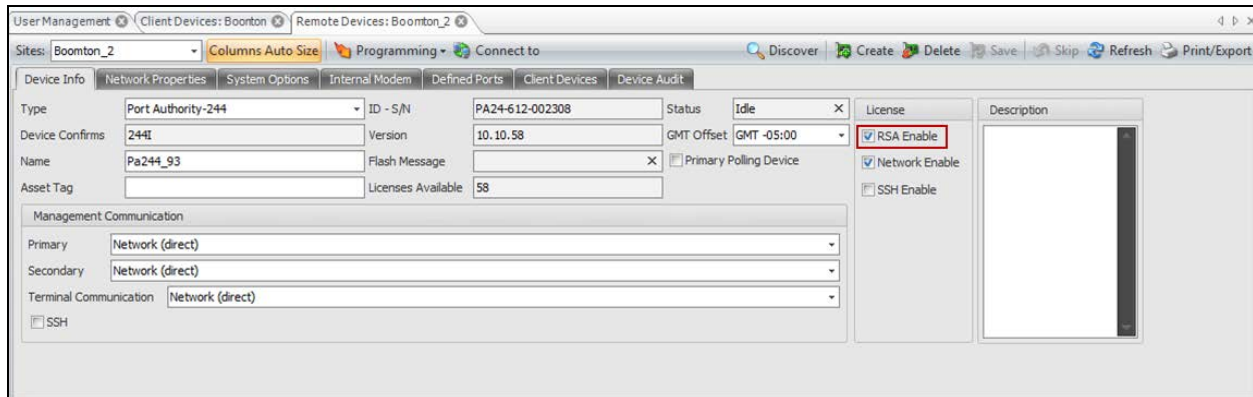 User Management Client Devices: Boonton Remote Devices: Boomton_2
Sites: Boomton_2 Columns Auto Size Programming Connect to Discover Create Delete Save Skip Refresh Print/Export
Device Info Network Properties System Options Internal Modem Defined Ports Client Devices Device Audit
Type Port Authority-244 ID - S/N PA24-612-002308 Status Idle License Description
Device Confirms 244I Version 10.10.58 GMT Offset GMT -05:00 RSA Enable
Name Pa244_93 Flash Message Primary Polling Device Network Enable
Asset Tag Licenses Available 58 SSH Enable
Management Communication
Primary Network (direct)
Secondary Network (direct)
Terminal Communication Network (direct)
SSH